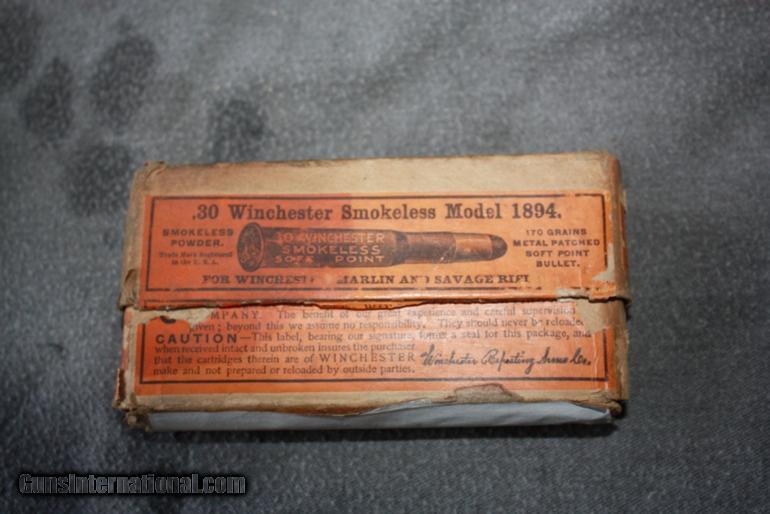 .30 Winchester Smokeless Model 1894.
SMOKELESS
POWDER.
Trade Mark Registered
in the U. S. A.
.30 WINCHESTER
SMOKELESS
SOFT POINT
170 GRAINS
METAL PATCHED
SOFT POINT
BULLET.
FOR WINCHEST MARLIN AND SAVAGE RIFL
MPANY. The benefit of our great experience and careful supervision
given; beyond this we assume no responsibility. They should never be reloaded
CAUTION—This label, bearing our signature, forms a seal for this package, and
when received intact and unbroken insures the purchaser
that the cartridges therein are of WINCHESTER
make and not prepared or reloaded by outside parties.
Winchester Repeating Arms Co.
GunsInternational.com